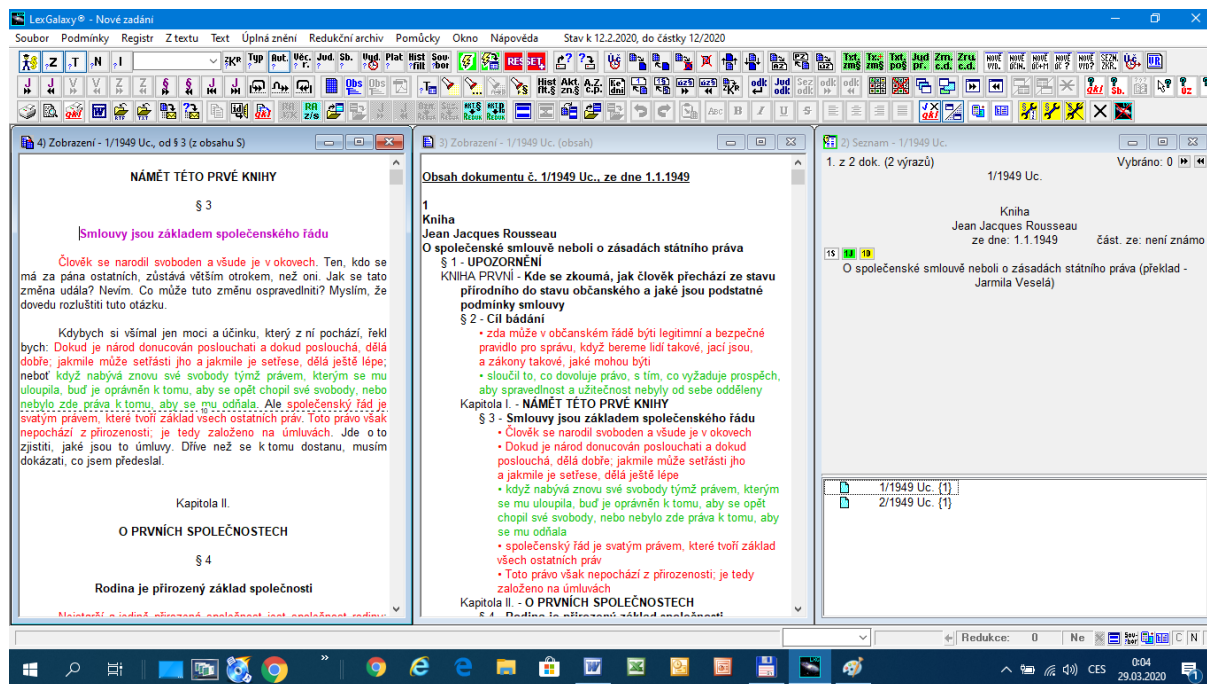 LexGalaxy® - Nové zadání
Soubor Podmínky Registr Z textu Text Úplná znění Redukční archiv Pomůcky Okno Nápověda Stav k 12.2.2020, do částky 12/2020
4) Zobrazení - 1/1949 Uc., od § 3 (z obsahu S)
NÁMĚT TÉTO PRVÉ KNIHY
§ 3
Smlouvy jsou základem společenského řádu
Člověk se narodil svoboden a všude je v okovech. Ten, kdo se
má za pána ostatních, zůstává větším otrokem, než oni. Jak se tato
změna udála? Nevím. Co může tuto změnu ospravedlniti? Myslím, že
dovedu rozluštiti tuto otázku.
Kdybych si všímal jen moci a účinku, který z ní pochází, řekl
bych: Dokud je národ donucován poslouchati a dokud poslouchá, dělá
dobře; jakmile může setřásti jho a jakmile je setřese, dělá ještě lépe;
neboť když nabývá znovu své svobody týmž právem, kterým se mu
uloupila, buď je oprávněn k tomu, aby se opět chopil své svobody, nebo
nebylo zde práva k tomu, aby se mu odňala. Ale společenský řád je
svatým právem, které tvoří základ všech ostatních práv. Toto právo však
nepochází z přirozenosti; je tedy založeno na úmluvách. Jde o to
zjistiti, jaké jsou to úmluvy. Dříve než se k tomu dostanu, musím
dokázati, co jsem předeslal.
Kapitola II.
O PRVNÍCH SPOLEČNOSTECH
§ 4
Rodina je přirozený základ společnosti
3) Zobrazení - 1/1949 Uc. (obsah)
Obsah dokumentu č. 1/1949 Uc., ze dne 1.1.1949
1
Kniha
Jean Jacques Rousseau
O společenské smlouvě neboli o zásadách státního práva
§ 1 - UPOZORNĚNÍ
KNIHA PRVNÍ - Kde se zkoumá, jak člověk přechází ze stavu
přírodního do stavu občanského a jaké jsou podstatné
podmínky smlouvy
§ 2 - Cíl bádání
• zda může v občanském řádě býti legitimní a bezpečné
pravidlo pro správu, když bereme lidí takové, jací jsou,
a zákony takové, jaké mohou býti
• sloučil to, co dovoluje právo, s tím, co vyžaduje prospěch,
aby spravedlnost a užitečnost nebyly od sebe odděleny
Kapitola I. - NÁMĚT TÉTO PRVÉ KNIHY
§ 3 - Smlouvy jsou základem společenského řádu
• Člověk se narodil svoboden a všude je v okovech
• Dokud je národ donucován poslouchati a dokud
poslouchá, dělá dobře; jakmile může setřásti jho
a jakmile je setřese, dělá ještě lépe
• když nabývá znovu své svobody týmž právem, kterým
se mu uloupila, buď je oprávněn k tomu, aby se opět
chopil své svobody, nebo nebylo zde práva k tomu, aby
se mu odňala
• společenský řád je svatým právem, které tvoří základ
všech ostatních práv
• Toto právo však nepochází z přirozenosti; je tedy
založeno na úmluvách
Kapitola II. - O PRVNÍCH SPOLEČNOSTECH
2) Seznam - 1/1949 Uc.
1. z 2 dok. (2 výrazů) Vybráno: 0
1/1949 Uc.
Kniha
Jean Jacques Rousseau
ze dne: 1.1.1949 část. ze: není známo
O společenské smlouvě neboli o zásadách státního práva (překlad -
Jarmila Veselá)
1/1949 Uc. {1}
2/1949 Uc. {1}
Redukce: 0 Ne C N
CES 0:04
29.03.2020